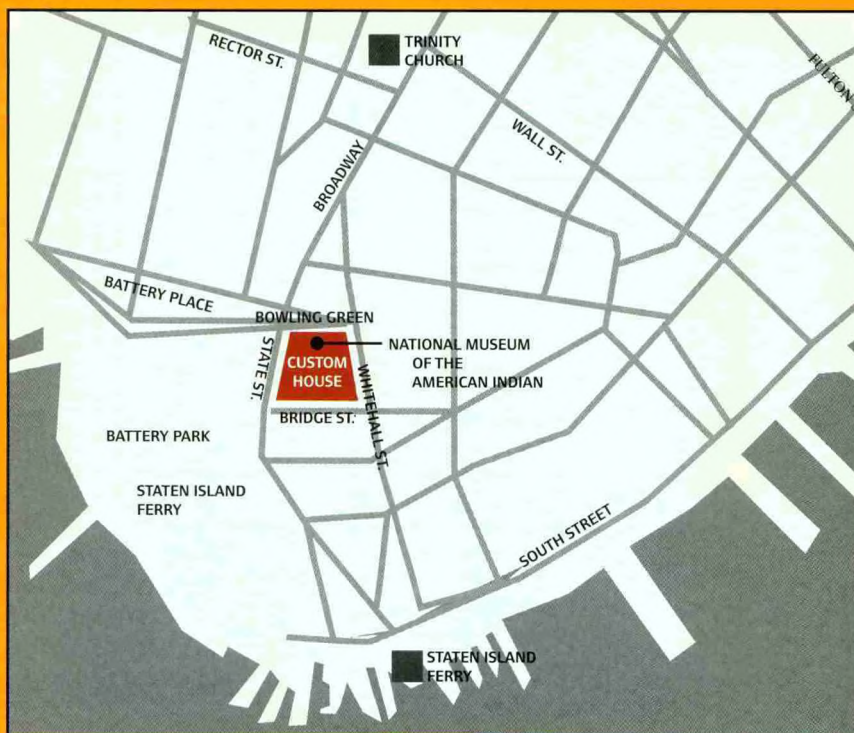 RECTOR ST.
TRINITY
CHURCH
FULTON
WALL ST.
BROADWAY
BATTERY PLACE
BOWLING GREEN
STATE ST.
CUSTOM
HOUSE
NATIONAL MUSEUM
OF THE
AMERICAN INDIAN
WHITEHALL ST.
BRIDGE ST.
BATTERY PARK
STATEN ISLAND
FERRY
SOUTH STREET
STATEN ISLAND
FERRY